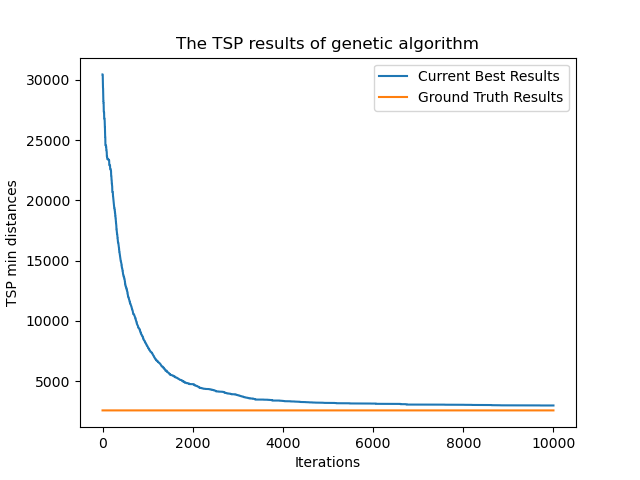 The TSP results of genetic algorithm
Current Best Results
Ground Truth Results
TSP min distances
30000
25000
20000
15000
10000
5000
0 2000 4000 6000 8000 10000
Iterations